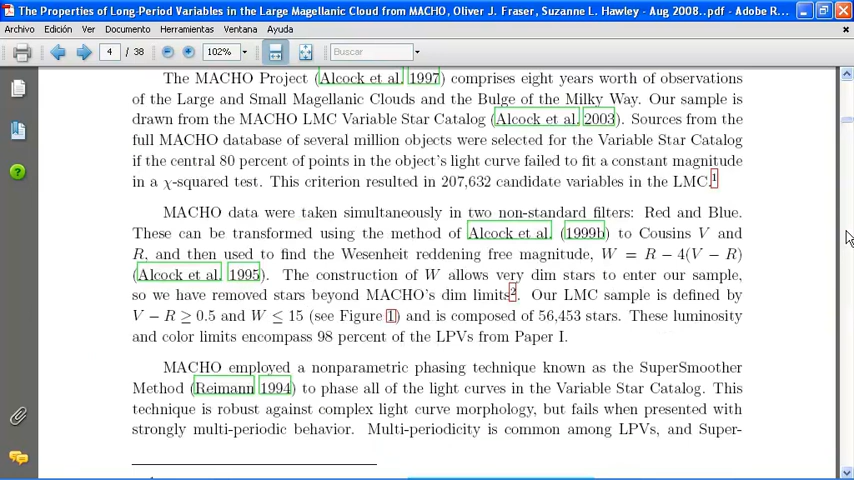 The Properties of Long-Period Variables in the Large Magellanic Cloud from MACHO, Oliver J. Fraser, Suzanne L. Hawley - Aug 2008..pdf - Adobe R...
Archivo Edición Ver Documento Herramientas Ventana Ayuda
4 / 38 102% Buscar
The MACHO Project (Alcock et al. 1997) comprises eight years worth of observations
of the Large and Small Magellanic Clouds and the Bulge of the Milky Way. Our sample is
drawn from the MACHO LMC Variable Star Catalog (Alcock et al. 2003). Sources from the
full MACHO database of several million objects were selected for the Variable Star Catalog
if the central 80 percent of points in the object's light curve failed to fit a constant magnitude
in a χ-squared test. This criterion resulted in 207,632 candidate variables in the LMC.1
MACHO data were taken simultaneously in two non-standard filters: Red and Blue.
These can be transformed using the method of Alcock et al. (1999b) to Cousins V and
R, and then used to find the Wesenheit reddening free magnitude, W = R − 4(V − R)
(Alcock et al. 1995). The construction of W allows very dim stars to enter our sample,
so we have removed stars beyond MACHO's dim limits2. Our LMC sample is defined by
V − R ≥ 0.5 and W ≤ 15 (see Figure 1) and is composed of 56,453 stars. These luminosity
and color limits encompass 98 percent of the LPVs from Paper I.
MACHO employed a nonparametric phasing technique known as the SuperSmoother
Method (Reimann 1994) to phase all of the light curves in the Variable Star Catalog. This
technique is robust against complex light curve morphology, but fails when presented with
strongly multi-periodic behavior. Multi-periodicity is common among LPVs, and Super-